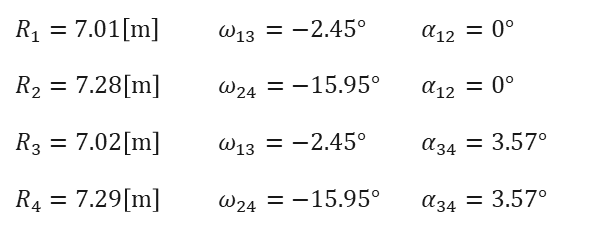 R₁ = 7.01[m] ω₁₃ = −2.45° α₁₂ = 0°
R₂ = 7.28[m] ω₂₄ = −15.95° α₁₂ = 0°
R₃ = 7.02[m] ω₁₃ = −2.45° α₃₄ = 3.57°
R₄ = 7.29[m] ω₂₄ = −15.95° α₃₄ = 3.57°